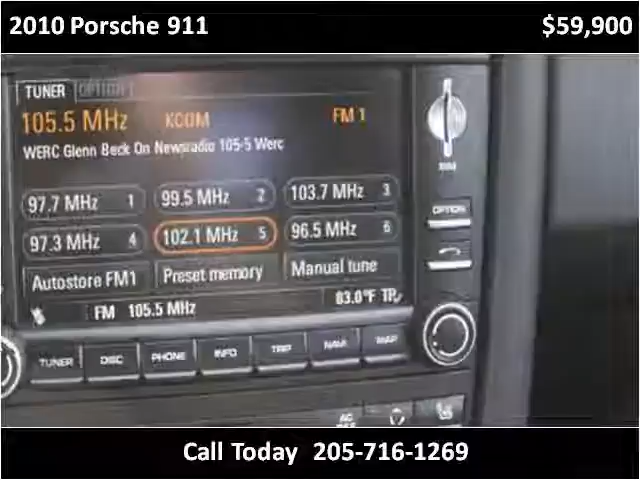 2010 Porsche 911 $59,900
TUNER OPTION
105.5 MHz KCOM FM 1
WERC Glenn Beck On Newsradio 105-5 Werc
97.7 MHz 1 99.5 MHz 2 103.7 MHz 3
97.3 MHz 4 102.1 MHz 5 96.5 MHz 6
Autostore FM1 Preset memory Manual tune
FM 105.5 MHz 83.0°F TP
SIM
OPTION
TUNER DISC PHONE INFO TRIP NAVI MAP
AC
Call Today 205-716-1269